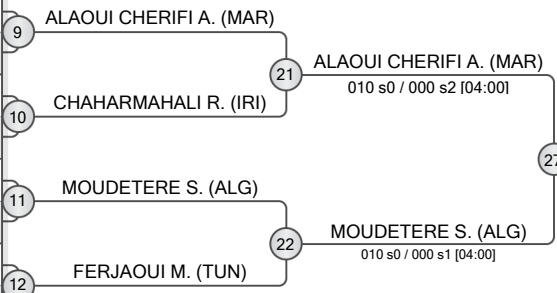 ALAOUI CHERIFI A. (MAR)
9
21
ALAOUI CHERIFI A. (MAR)
010 s0 / 000 s2 [04:00]
CHAHARMAHALI R. (IRI)
10
27
MOUDETERE S. (ALG)
11
22
MOUDETERE S. (ALG)
010 s0 / 000 s1 [04:00]
FERJAOUI M. (TUN)
12